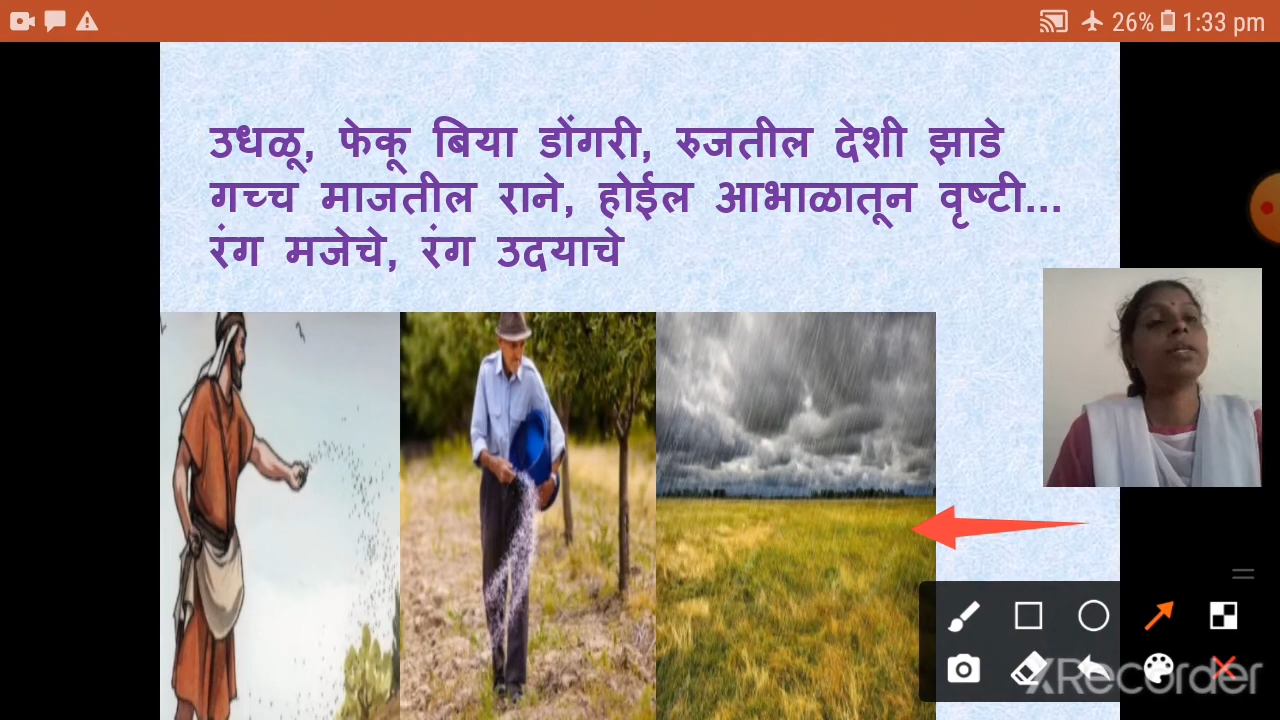 26% 1:33 pm
उधळू, फेकू बिया डोंगरी, रुजतील देशी झाडे
गच्च माजतील राने, होईल आभाळातून वृष्टी...
रंग मजेचे, रंग उदयाचे
XRecorder